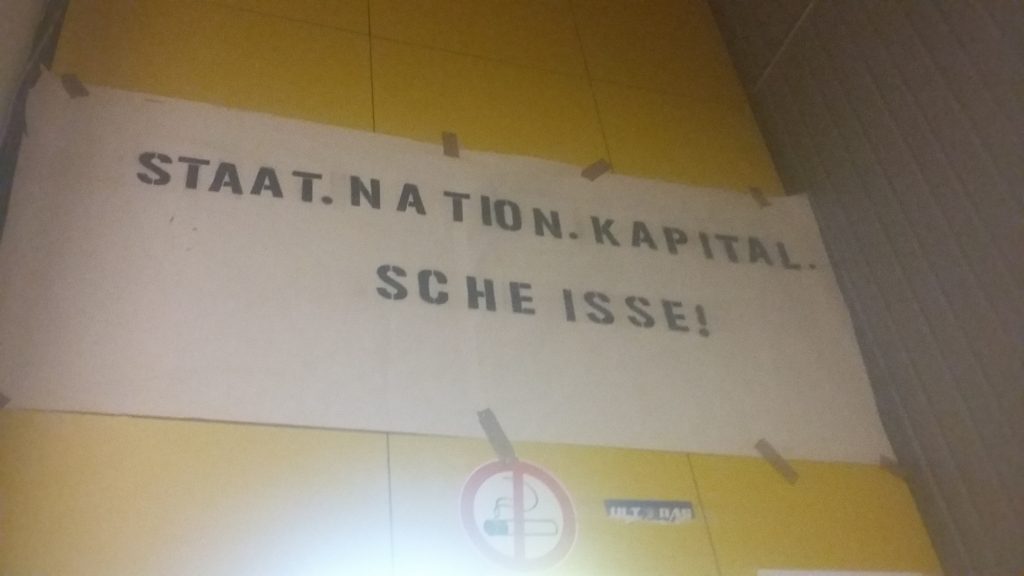 STAAT. NATION. KAPITAL.
SCHEISSE!